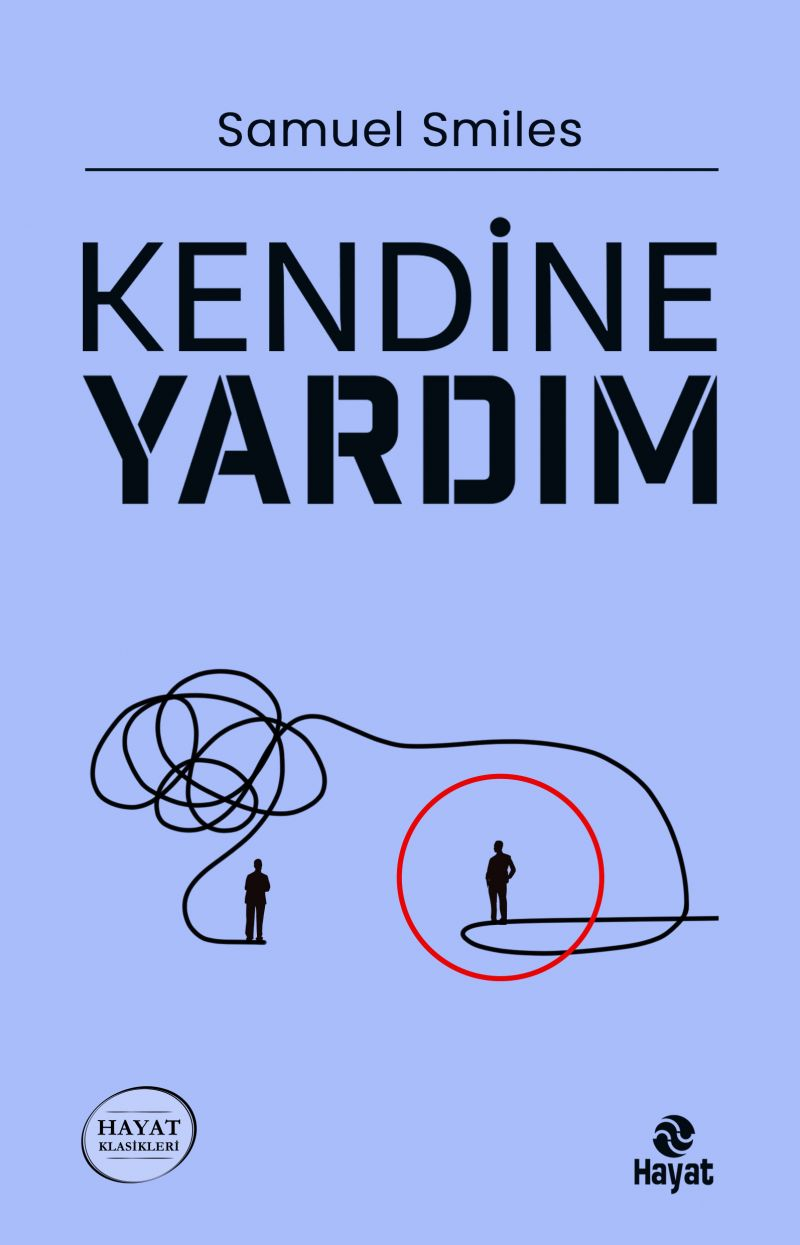 Samuel Smiles
KENDİNE
YARDIM
HAYAT
KLASİKLERİ
Hayat